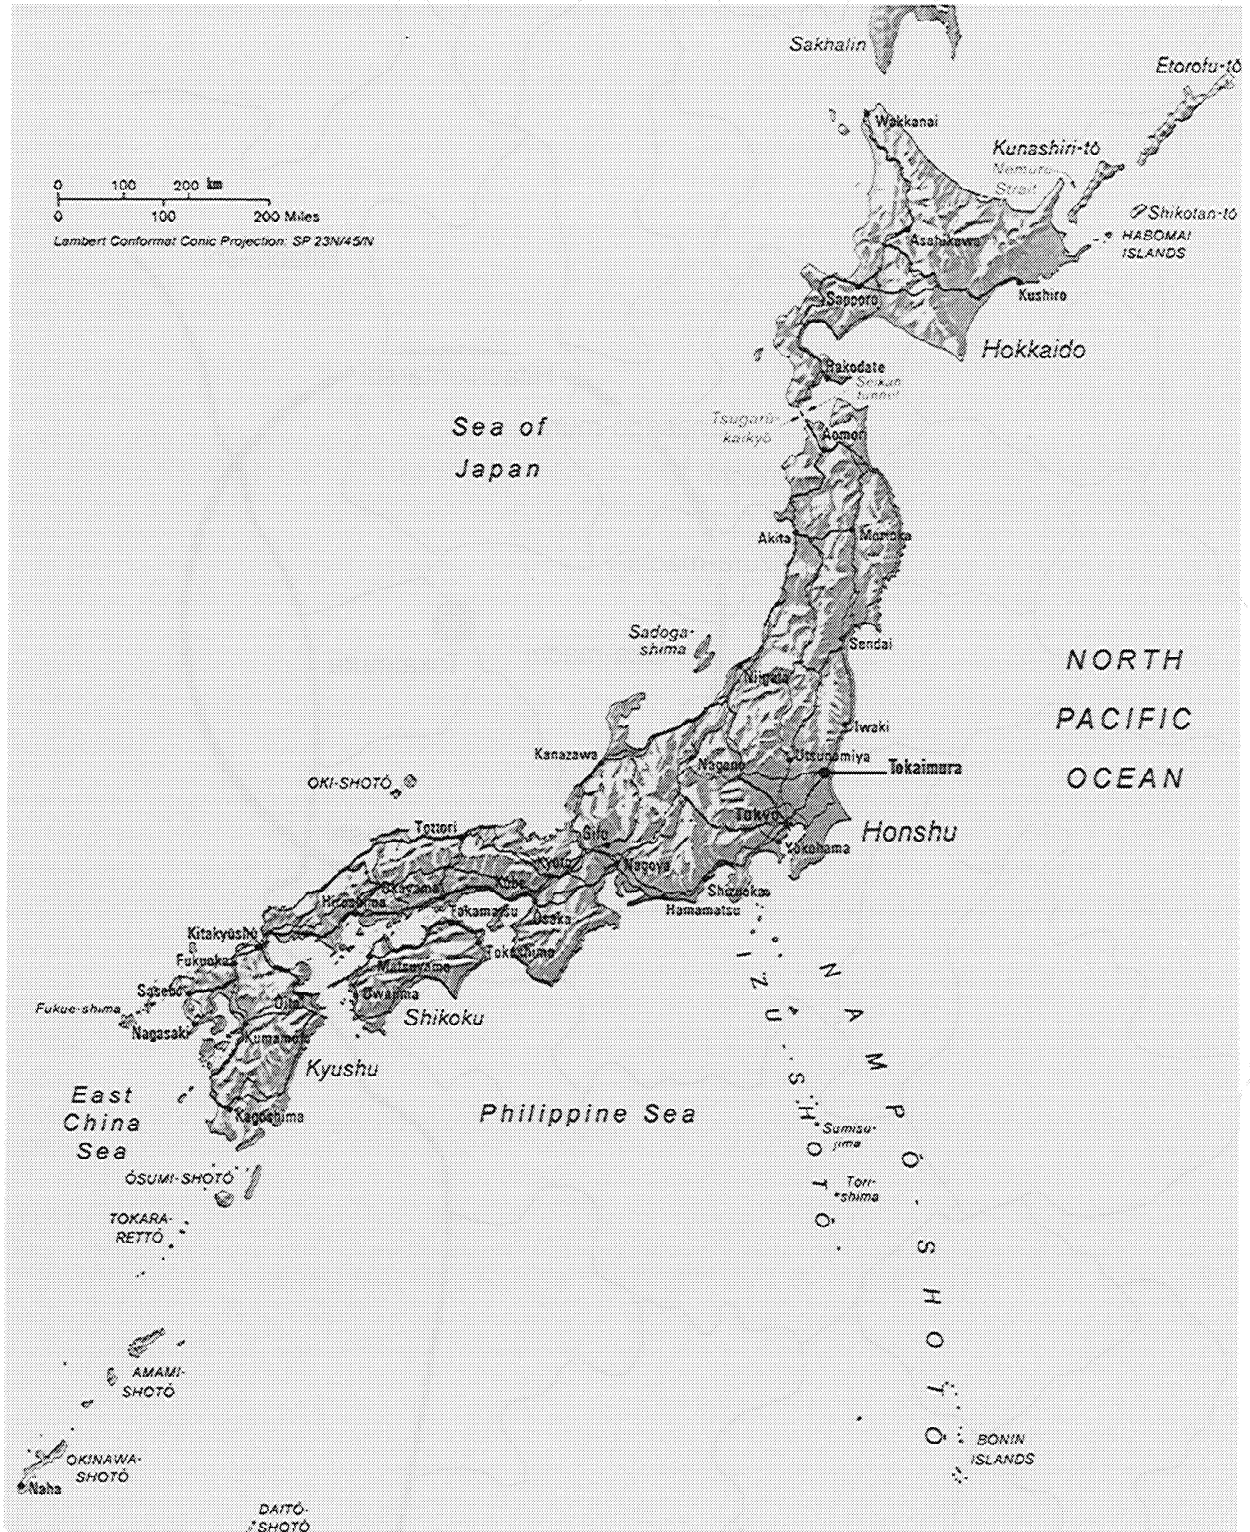 Sakhalin
Etorofu-tō
Wakkanai
Kunashiri-tō
Nemuro
Strait
Shikotan-tō
HABOMAI
ISLANDS
0 100 200 km
0 100 200 Miles
Lambert Conformal Conic Projection: SP 23N/45/N
Asahikawa
Sapporo
Kushiro
Hokkaido
Hakodate
Seikan
tunnel
Tsugaru-
kaikyō
Aomori
Sea of
Japan
Akita
Morioka
Sadoga-
shima
Sendai
Niigata
NORTH
PACIFIC
OCEAN
Iwaki
Kanazawa
Nagano
Utsunomiya
Tokaimura
OKI-SHOTŌ
Tokyo
Honshu
Tottori
Gifu
Yokohama
Kyoto
Nagoya
Okayama
Kobe
Shizuoka
Hiroshima
Takamatsu
Osaka
Hamamatsu
Kitakyūshū
Fukuoka
Matsuyama
Tokushima
Sasebo
Uwajima
Oita
Fukue-shima
Nagasaki
Shikoku
Kumamoto
Kyushu
East
China
Sea
Kagoshima
Philippine Sea
IZU SHOTŌ
NAMPŌ-SHOTŌ
Sumisu-
jima
ŌSUMI-SHOTŌ
Tori-
shima
TOKARA-
RETTŌ
AMAMI-
SHOTŌ
OKINAWA-
SHOTŌ
Naha
BONIN
ISLANDS
DAITŌ-
SHOTŌ